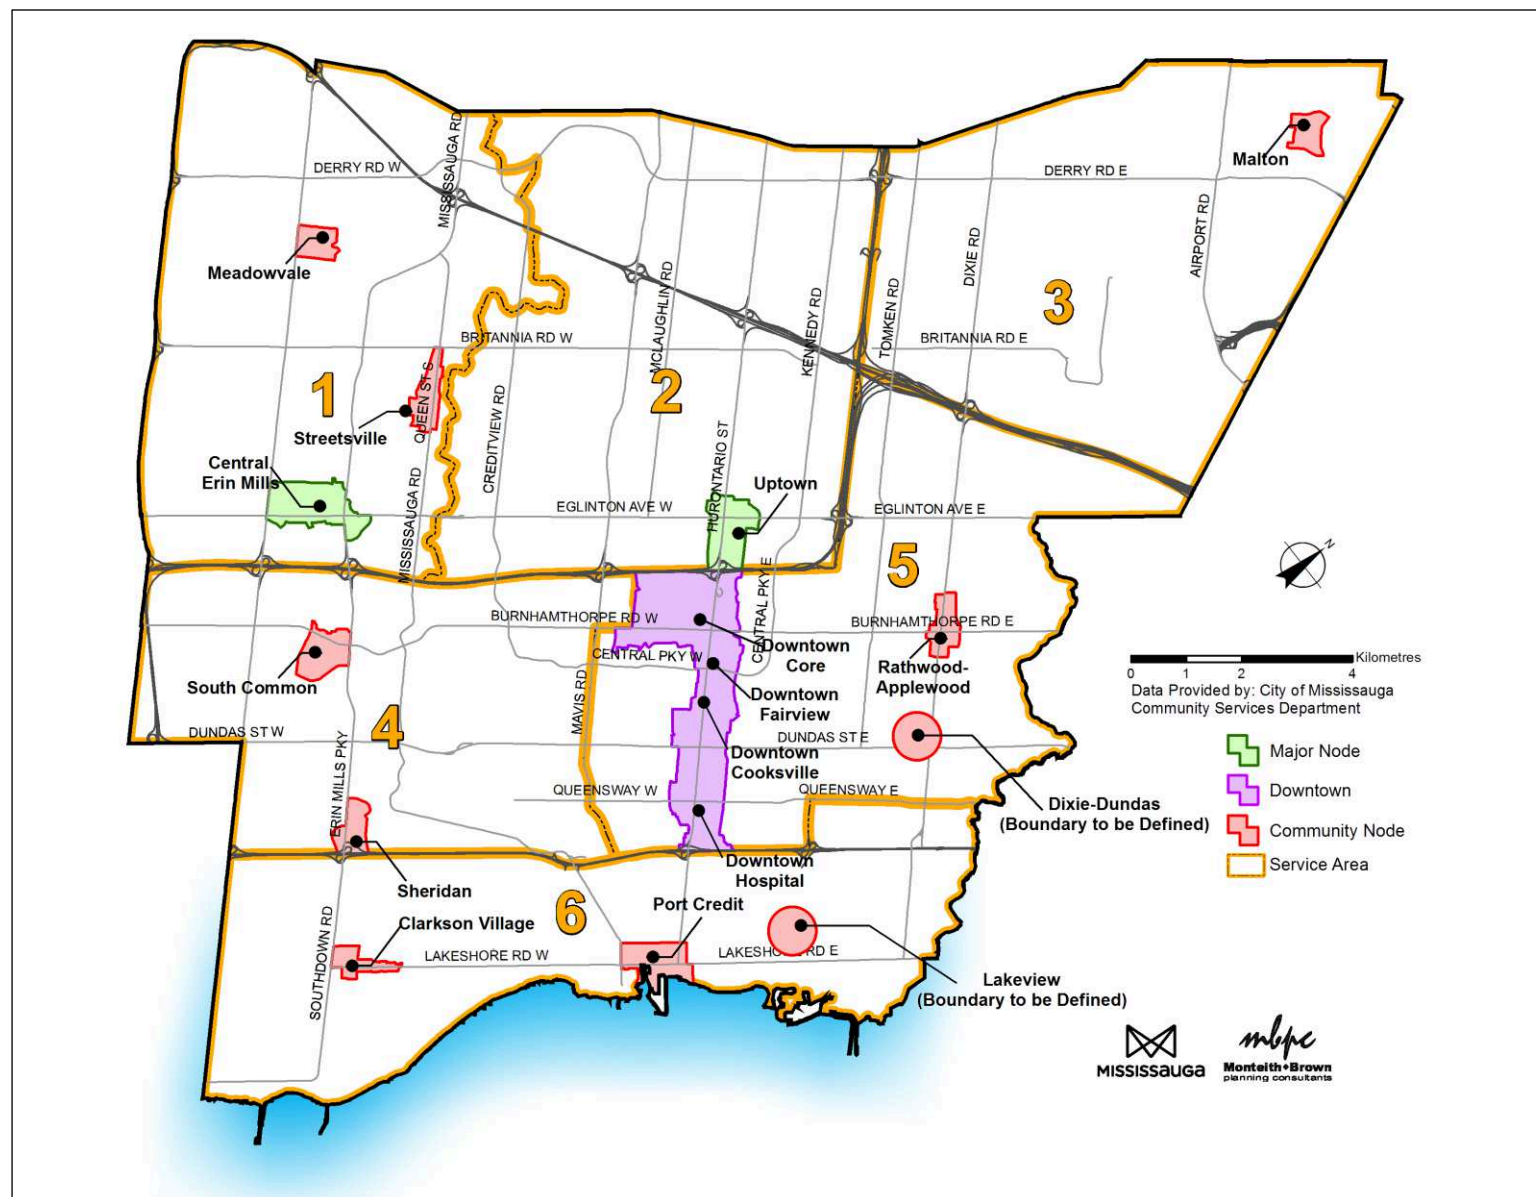 MISSISSAUGA RD
DERRY RD W
DERRY RD E
Malton
AIRPORT RD
DIXIE RD
Meadowvale
MCLAUGHLIN RD
KENNEDY RD
TOMKEN RD
3
BRITANNIA RD W
BRITANNIA RD E
1
2
QUEEN ST S
CREDITVIEW RD
Streetsville
HURONTARIO ST
Central
Erin Mills
Uptown
MISSISSAUGA RD
EGLINTON AVE W
EGLINTON AVE E
5
N
CENTRAL PKY E
BURNHAMTHORPE RD W
BURNHAMTHORPE RD E
Downtown
Core
CENTRAL PKY W
Rathwood-
Applewood
South Common
Downtown
Fairview
MAVIS RD
Kilometres
0 1 2 4
Data Provided by: City of Mississauga
Community Services Department
4
DUNDAS ST W
DUNDAS ST E
Downtown
Cooksville
ERIN MILLS PKY
QUEENSWAY W
QUEENSWAY E
Major Node
Downtown
Community Node
Service Area
Dixie-Dundas
(Boundary to be Defined)
Downtown
Hospital
Sheridan
6
Port Credit
Clarkson Village
SOUTHDOWN RD
LAKESHORE RD W
LAKESHORE RD E
Lakeview
(Boundary to be Defined)
MISSISSAUGA
mbpc
Monteith+Brown
planning consultants